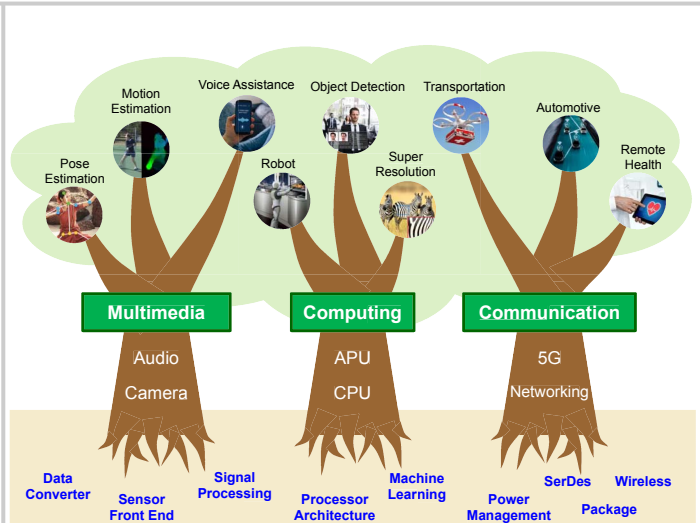 Voice Assistance
Object Detection
Transportation
Motion
Estimation
Automotive
Pose
Estimation
Robot
Super
Resolution
Remote
Health
Multimedia
Computing
Communication
Audio
APU
5G
Camera
CPU
Networking
Data
Converter
Sensor
Front End
Signal
Processing
Processor
Architecture
Machine
Learning
Power
Management
SerDes
Wireless
Package